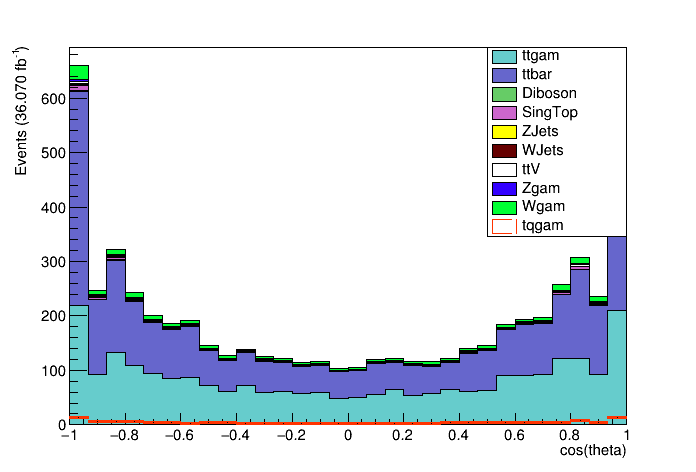 Events (36.070 fb⁻¹)
600
500
400
300
200
100
0
ttgam
ttbar
Diboson
SingTop
ZJets
WJets
ttV
Zgam
Wgam
tqgam
−1 −0.8 −0.6 −0.4 −0.2 0 0.2 0.4 0.6 0.8 1
cos(theta)